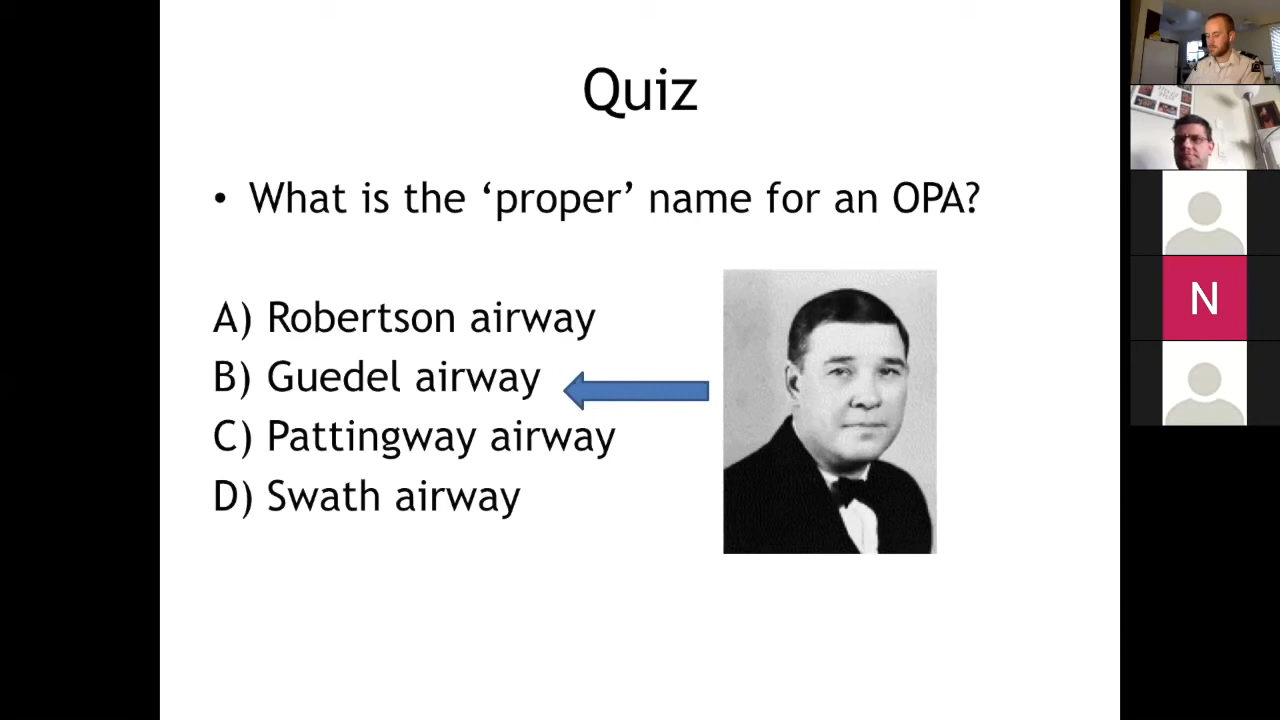 Quiz
• What is the ‘proper’ name for an OPA?
A) Robertson airway
B) Guedel airway
C) Pattingway airway
D) Swath airway
N